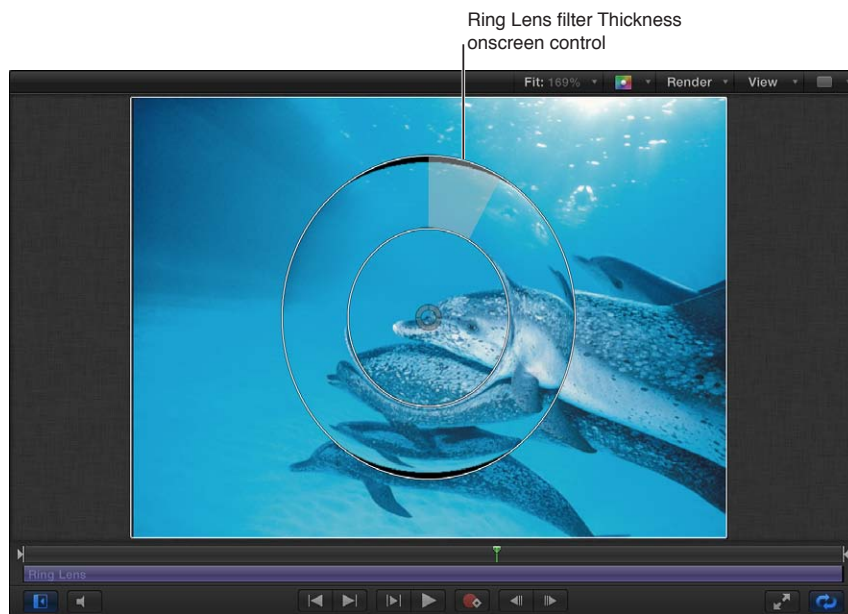 Ring Lens filter Thickness
onscreen control
Fit: 169%
Render
View
Ring Lens